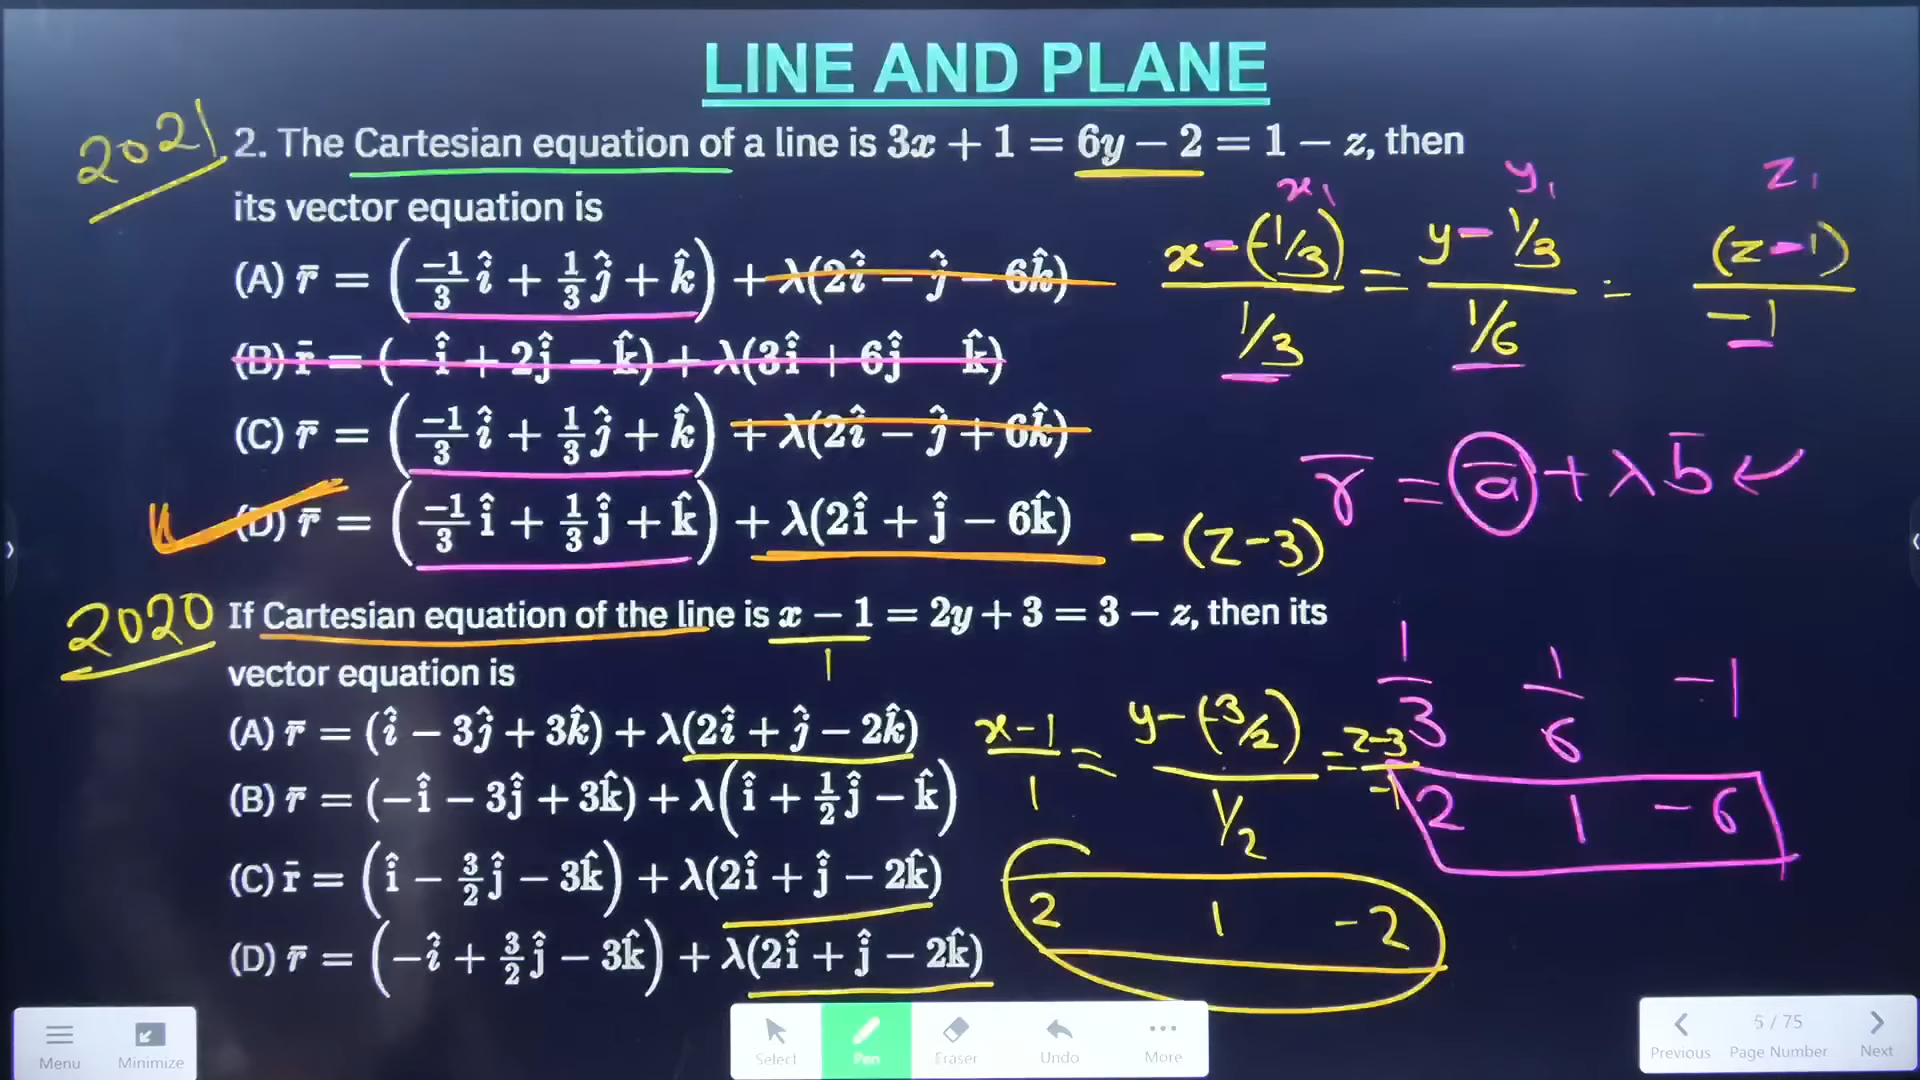 LINE AND PLANE
2021
2. The Cartesian equation of a line is 3x + 1 = 6y − 2 = 1 − z, then
its vector equation is
(A) r̄ = (−1/3 î + 1/3 ĵ + k̂) + λ(2î − ĵ − 6k̂)
(B) r̄ = (−î + 2ĵ − k̂) + λ(3î + 6ĵ k̂)
(C) r̄ = (−1/3 î + 1/3 ĵ + k̂) + λ(2î − ĵ + 6k̂)
(D) r̄ = (−1/3 î + 1/3 ĵ + k̂) + λ(2î + ĵ − 6k̂)
x₁ y₁ z₁
x − (−1/3) / 1/3 = y − 1/3 / 1/6 = (z − 1) / −1
r̄ = a̅ + λ b̅
− (z − 3)
1/3 1/6 −1
2 1 −6
2020
If Cartesian equation of the line is x − 1 = 2y + 3 = 3 − z, then its
1
vector equation is
(A) r̄ = (î − 3ĵ + 3k̂) + λ(2î + ĵ − 2k̂)
(B) r̄ = (−î − 3ĵ + 3k̂) + λ(î + 1/2 ĵ − k̂)
(C) r̄ = (î − 3/2 ĵ − 3k̂) + λ(2î + ĵ − 2k̂)
(D) r̄ = (−î + 3/2 ĵ − 3k̂) + λ(2î + ĵ − 2k̂)
x − 1 / 1 = y − (−3/2) / 1/2 = z − 3 / −1
2 1 −2
Menu
Minimize
Select
Pen
Eraser
Undo
More
Previous
5 / 75
Page Number
Next